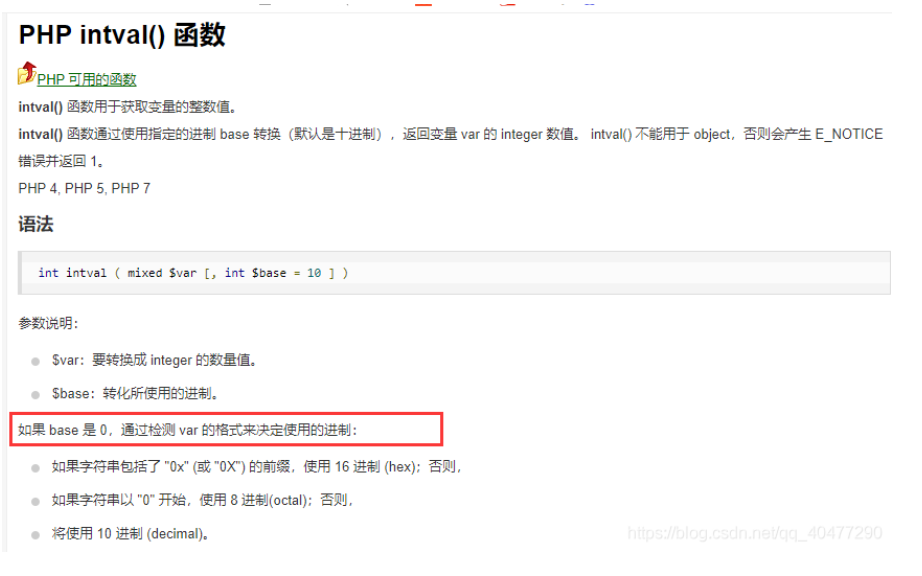 PHP intval() 函数
PHP 可用的函数
intval() 函数用于获取变量的整数值。
intval() 函数通过使用指定的进制 base 转换（默认是十进制），返回变量 var 的 integer 数值。 intval() 不能用于 object，否则会产生 E_NOTICE
错误并返回 1。
PHP 4, PHP 5, PHP 7
语法
int intval ( mixed $var [, int $base = 10 ] )
参数说明：
$var：要转换成 integer 的数量值。
$base：转化所使用的进制。
如果 base 是 0，通过检测 var 的格式来决定使用的进制：
如果字符串包括了 "0x" (或 "0X") 的前缀，使用 16 进制 (hex)；否则，
如果字符串以 "0" 开始，使用 8 进制(octal)；否则，
将使用 10 进制 (decimal)。
https://blog.csdn.net/qq_40477290